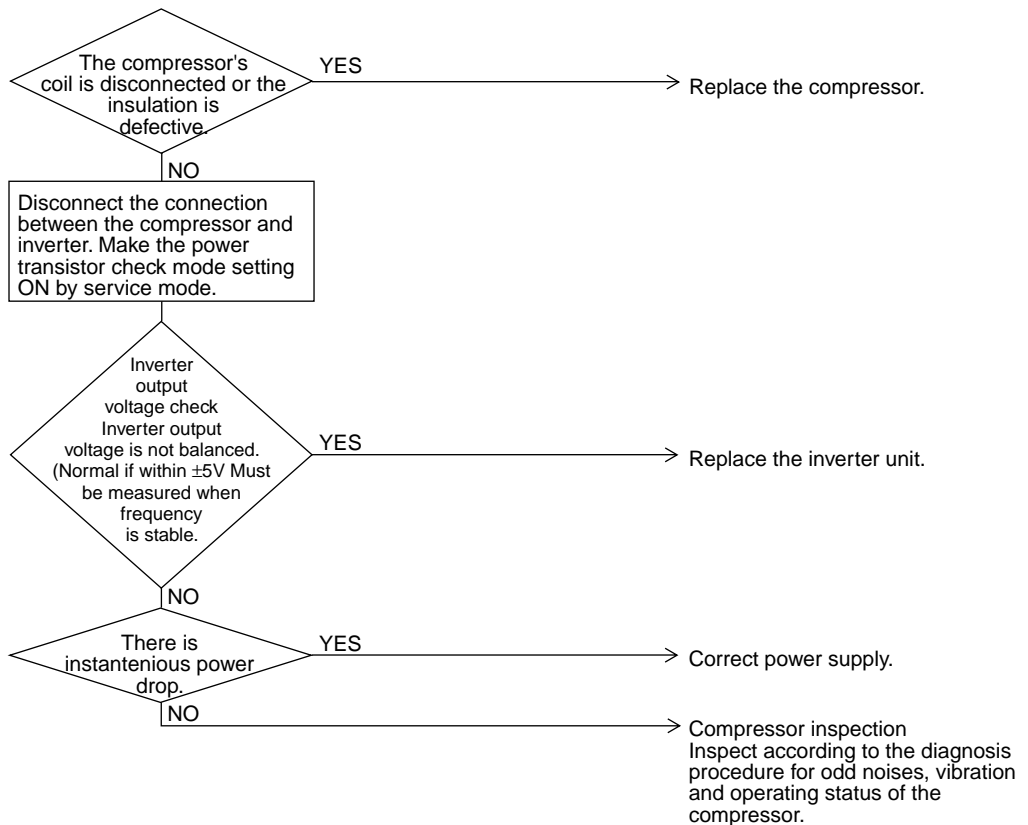 The compressor's
coil is disconnected or the
insulation is
defective.
YES
Replace the compressor.
NO
Disconnect the connection
between the compressor and
inverter. Make the power
transistor check mode setting
ON by service mode.
Inverter
output
voltage check
Inverter output
voltage is not balanced.
(Normal if within ±5V Must
be measured when
frequency
is stable.
YES
Replace the inverter unit.
NO
There is
instantenious power
drop.
YES
Correct power supply.
NO
Compressor inspection
Inspect according to the diagnosis
procedure for odd noises, vibration
and operating status of the
compressor.